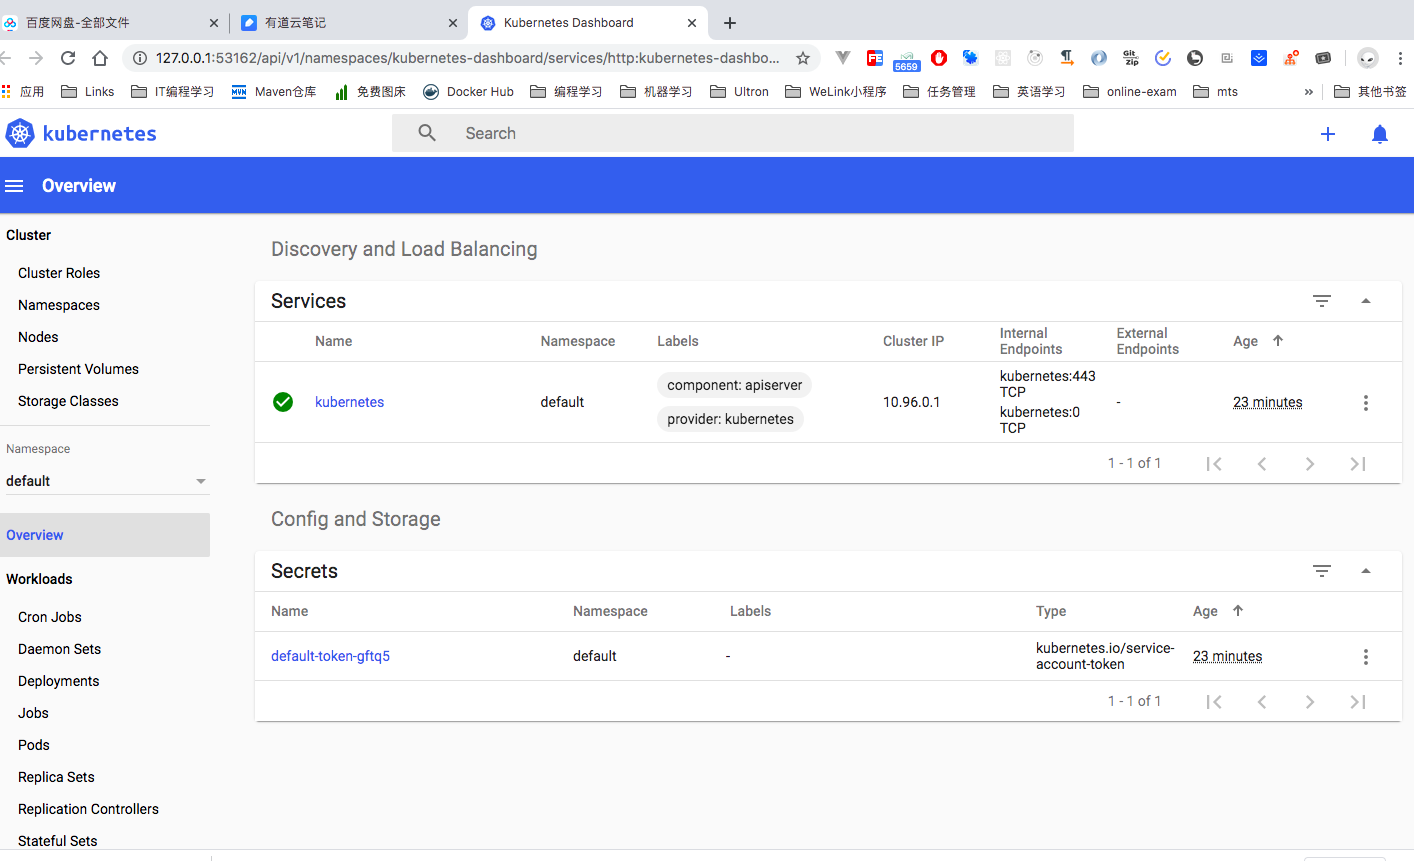 百度网盘-全部文件
有道云笔记
Kubernetes Dashboard
127.0.0.1:53162/api/v1/namespaces/kubernetes-dashboard/services/http:kubernetes-dashbo...
FE
5659
Git
zip
应用
Links
IT编程学习
MVN
Maven仓库
免费图床
Docker Hub
编程学习
机器学习
Ultron
WeLink小程序
任务管理
英语学习
online-exam
mts
»
其他书签
kubernetes
Search
Overview
Cluster
Cluster Roles
Namespaces
Nodes
Persistent Volumes
Storage Classes
Namespace
default
Overview
Workloads
Cron Jobs
Daemon Sets
Deployments
Jobs
Pods
Replica Sets
Replication Controllers
Stateful Sets
Discovery and Load Balancing
Services
Name Namespace Labels Cluster IP Internal Endpoints External Endpoints Age
kubernetes default component: apiserver 10.96.0.1 kubernetes:443 TCP - 23 minutes
provider: kubernetes kubernetes:0 TCP
1 - 1 of 1
Config and Storage
Secrets
Name Namespace Labels Type Age
default-token-gftq5 default - kubernetes.io/service-account-token 23 minutes
1 - 1 of 1